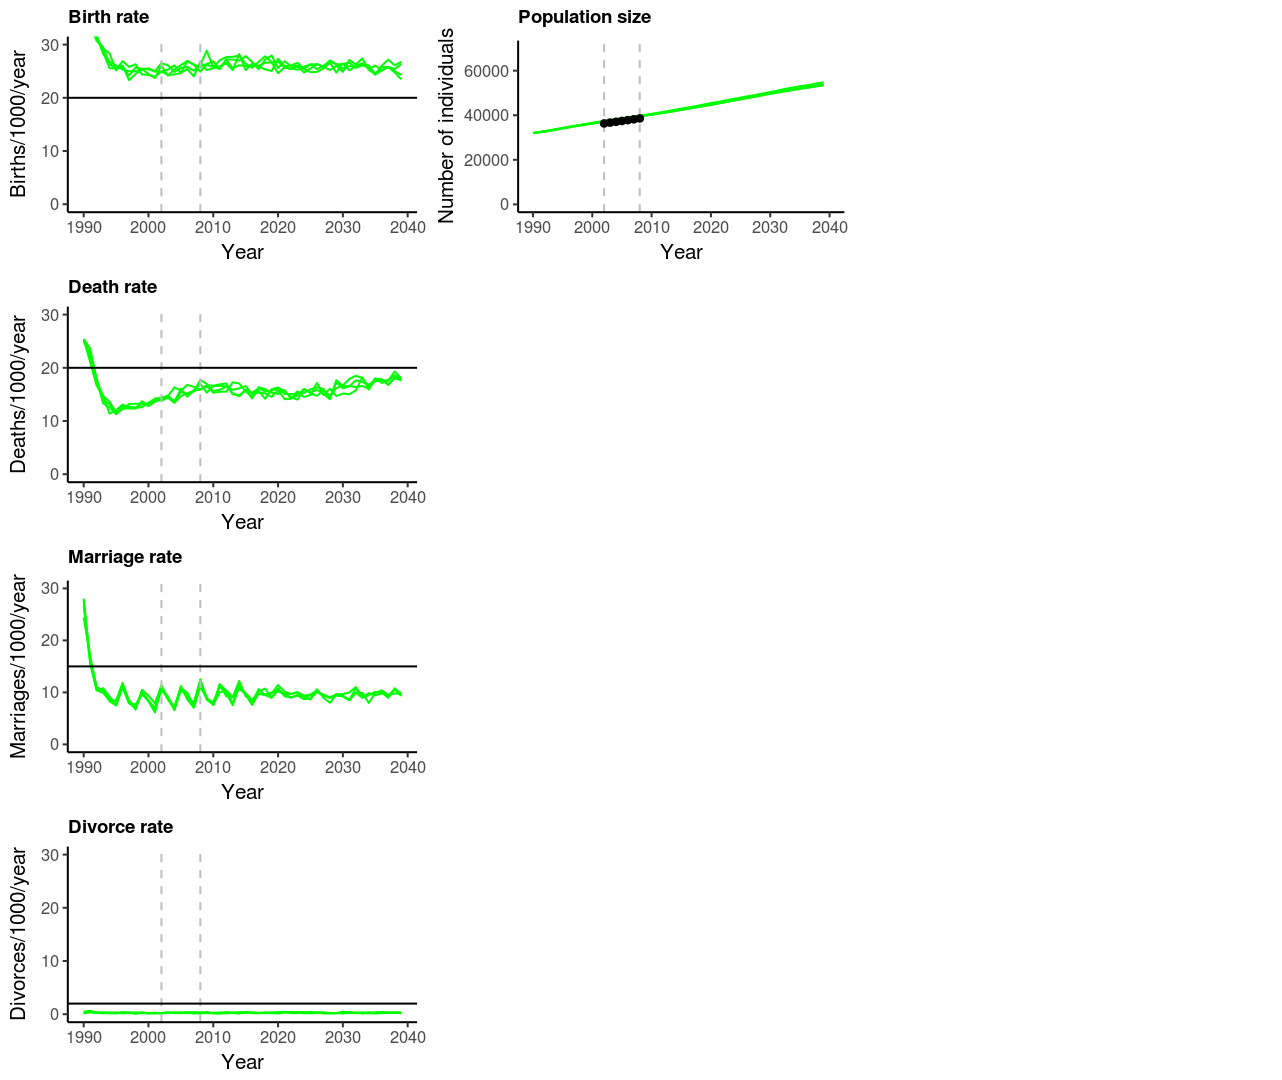 Birth rate
Births/1000/year
30
20
10
0
1990 2000 2010 2020 2030 2040
Year
Population size
Number of individuals
60000
40000
20000
0
1990 2000 2010 2020 2030 2040
Year
Death rate
Deaths/1000/year
30
20
10
0
1990 2000 2010 2020 2030 2040
Year
Marriage rate
Marriages/1000/year
30
20
10
0
1990 2000 2010 2020 2030 2040
Year
Divorce rate
Divorces/1000/year
30
20
10
0
1990 2000 2010 2020 2030 2040
Year